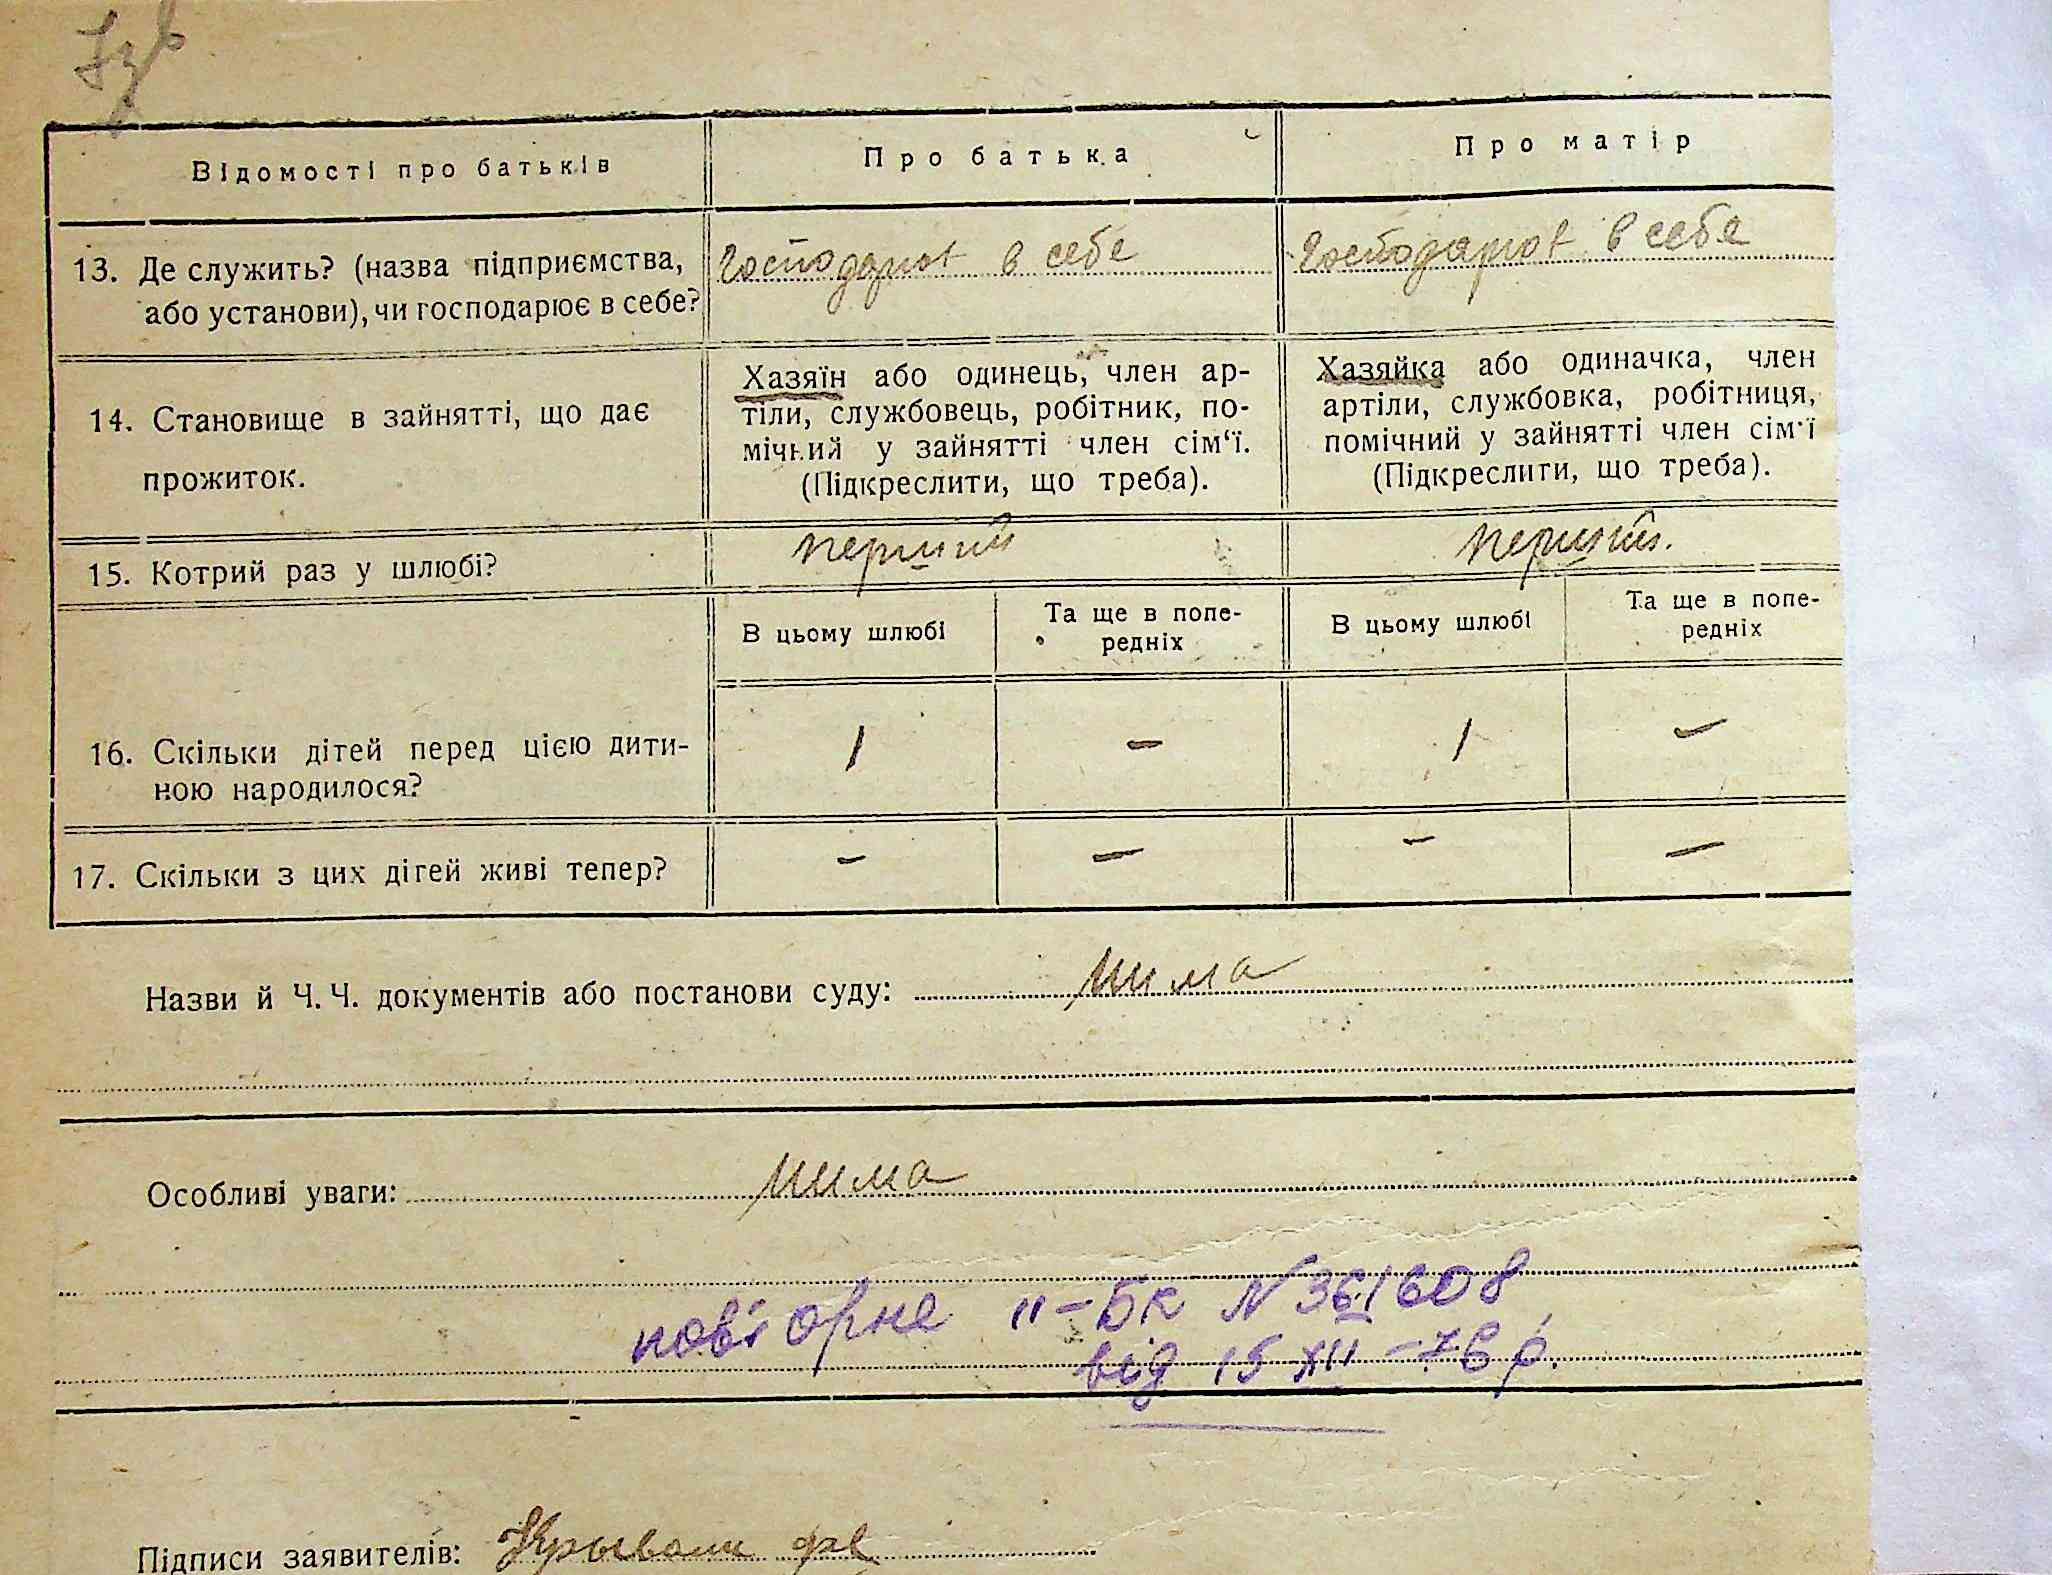 Відомості про батьків Про батька Про матір
13. Де служить? (назва підприємства, або установи), чи господарює в себе?
Господарює в себе
Господарює в себе
14. Становище в зайнятті, що дає прожиток.
Хазяїн або одинець, член ар-
тіли, службовець, робітник, по-
мічний у зайнятті член сім‘ї.
(Підкреслити, що треба).
Хазяйка або одиначка, член
артіли, службовка, робітниця,
помічний у зайнятті член сім'ї
(Підкреслити, що треба).
15. Котрий раз у шлюбі? перший перший.
В цьому шлюбі Та ще в попе-
редніх В цьому шлюбі Та ще в попе-
редніх
16. Скільки дітей перед цією дити-
ною народилося? 1 – 1 –
17. Скільки з цих дітей живі тепер? – – – –
Назви й Ч. Ч. документів або постанови суду: нима
Особливі уваги: нима
повторне II–БК N 361608
від 15 XII –76 р.
Підписи заявителів: